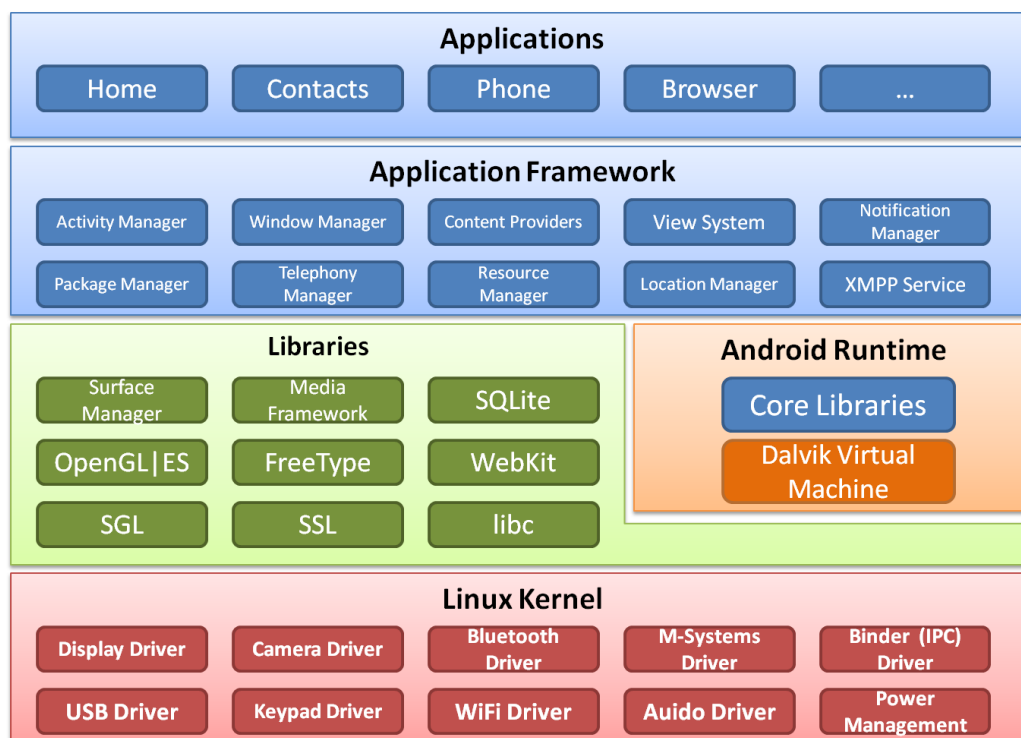 Applications
Home
Contacts
Phone
Browser
...
Application Framework
Activity Manager
Window Manager
Content Providers
View System
Notification
Manager
Package Manager
Telephony
Manager
Resource
Manager
Location Manager
XMPP Service
Libraries
Surface
Manager
Media
Framework
SQLite
OpenGL|ES
FreeType
WebKit
SGL
SSL
libc
Android Runtime
Core Libraries
Dalvik Virtual
Machine
Linux Kernel
Display Driver
Camera Driver
Bluetooth
Driver
M-Systems
Driver
Binder (IPC)
Driver
USB Driver
Keypad Driver
WiFi Driver
Auido Driver
Power
Management